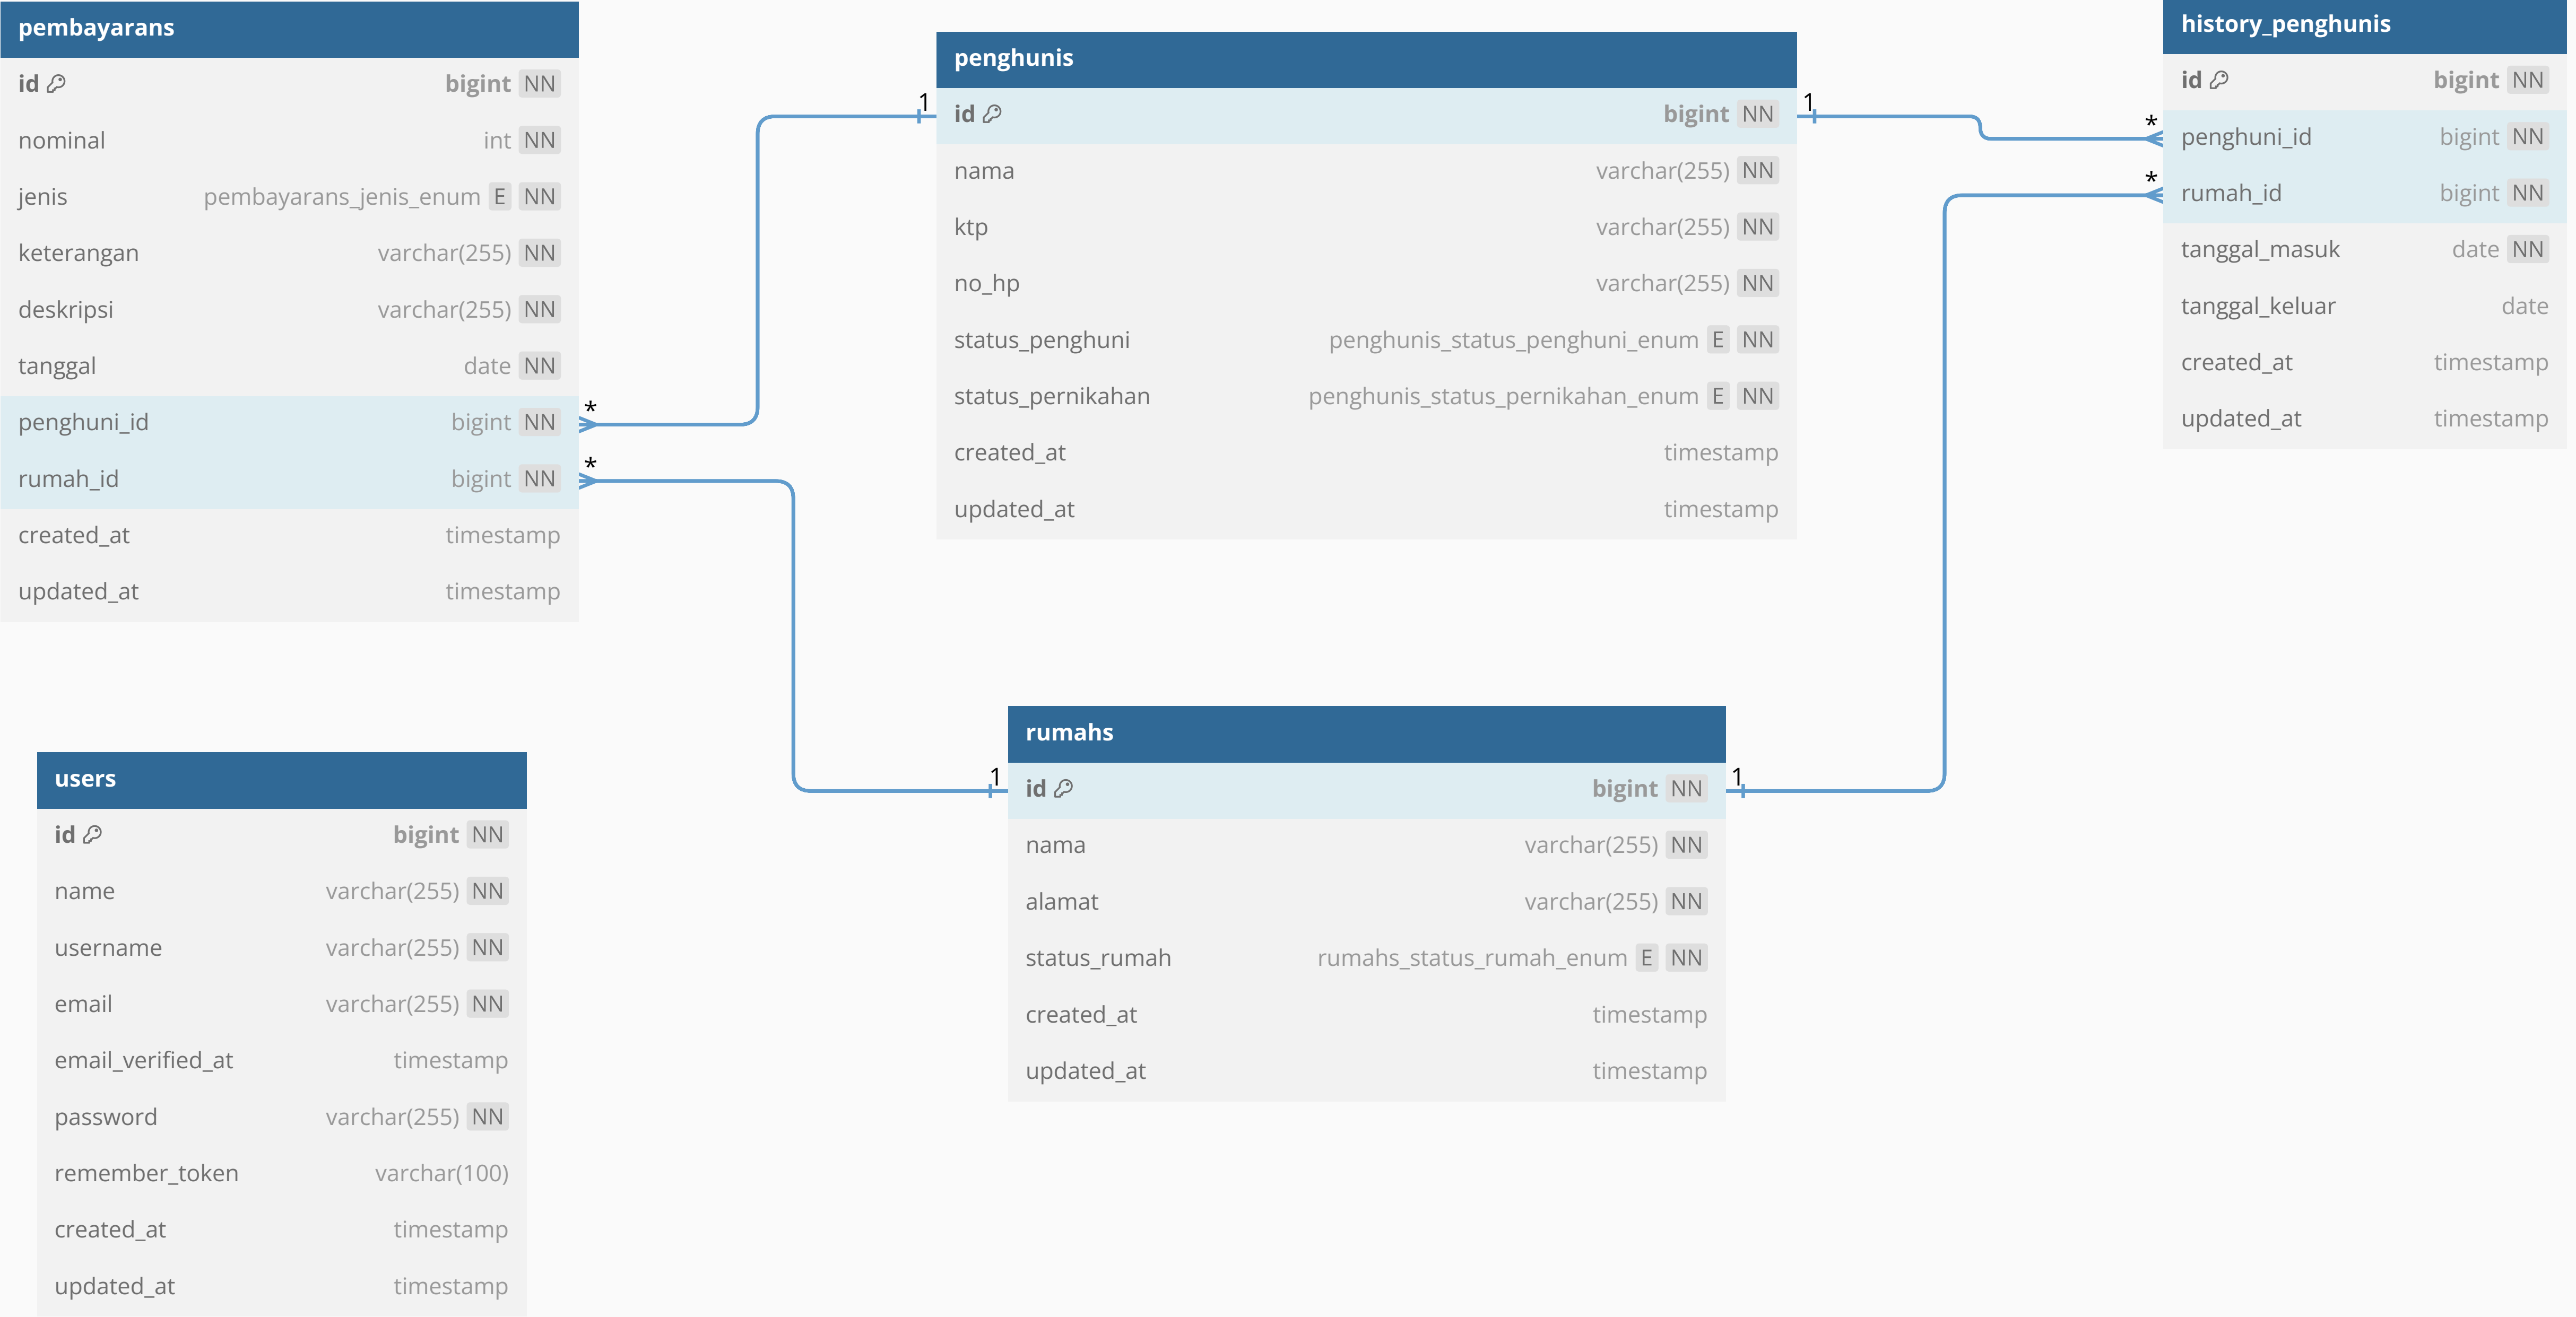 pembayarans
id bigint NN
nominal int NN
jenis pembayarans_jenis_enum E NN
keterangan varchar(255) NN
deskripsi varchar(255) NN
tanggal date NN
penghuni_id bigint NN *
rumah_id bigint NN *
created_at timestamp
updated_at timestamp
penghunis
1 id bigint NN 1
nama varchar(255) NN
ktp varchar(255) NN
no_hp varchar(255) NN
status_penghuni penghunis_status_penghuni_enum E NN
status_pernikahan penghunis_status_pernikahan_enum E NN
created_at timestamp
updated_at timestamp
history_penghunis
id bigint NN
* penghuni_id bigint NN
* rumah_id bigint NN
tanggal_masuk date NN
tanggal_keluar date
created_at timestamp
updated_at timestamp
users
id bigint NN
name varchar(255) NN
username varchar(255) NN
email varchar(255) NN
email_verified_at timestamp
password varchar(255) NN
remember_token varchar(100)
created_at timestamp
updated_at timestamp
rumahs
1 id bigint NN 1
nama varchar(255) NN
alamat varchar(255) NN
status_rumah rumahs_status_rumah_enum E NN
created_at timestamp
updated_at timestamp